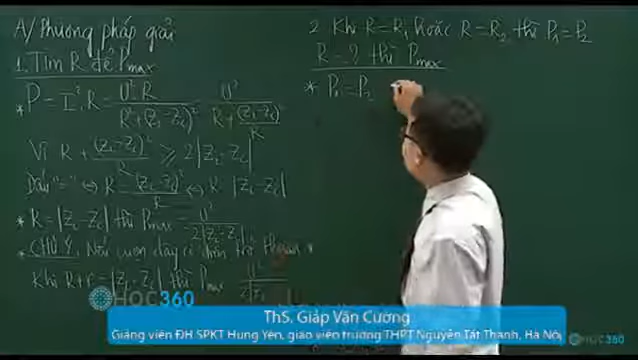 A/ Phương pháp giải
1. Tìm R để Pmax
* P = I².R = U².R / R²+(ZL-ZC)² = U² / R+(ZL-ZC)²/R
Vì R + (ZL-ZC)²/R ≥ 2|ZL-ZC|
Dấu "=" ⇔ R = (ZL-ZC)²/R ⇔ R = |ZL-ZC|
* R = |ZL-ZC| thì Pmax = U² / 2|ZL-ZC|
* CHÚ Ý: Nếu cuộn dây có điện trở thuần r
Khi R+r = |ZL-ZC| thì Pmax = U²
2. Khi R = R1 hoặc R = R2 thì P1 = P2
R = ? thì Pmax
* P1 = P2
HOC360
ThS. Giáp Văn Cường
Giảng viên ĐH SPKT Hưng Yên, giáo viên trường THPT Nguyễn Tất Thành, Hà Nội
HOC360